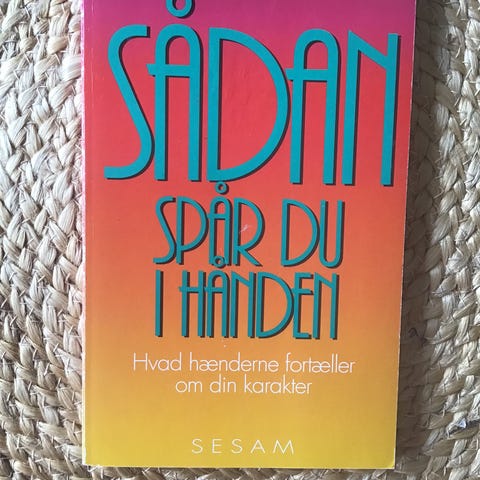 SÅDAN
SPÅR DU
I HÅNDEN
Hvad hænderne fortæller
om din karakter
SESAM